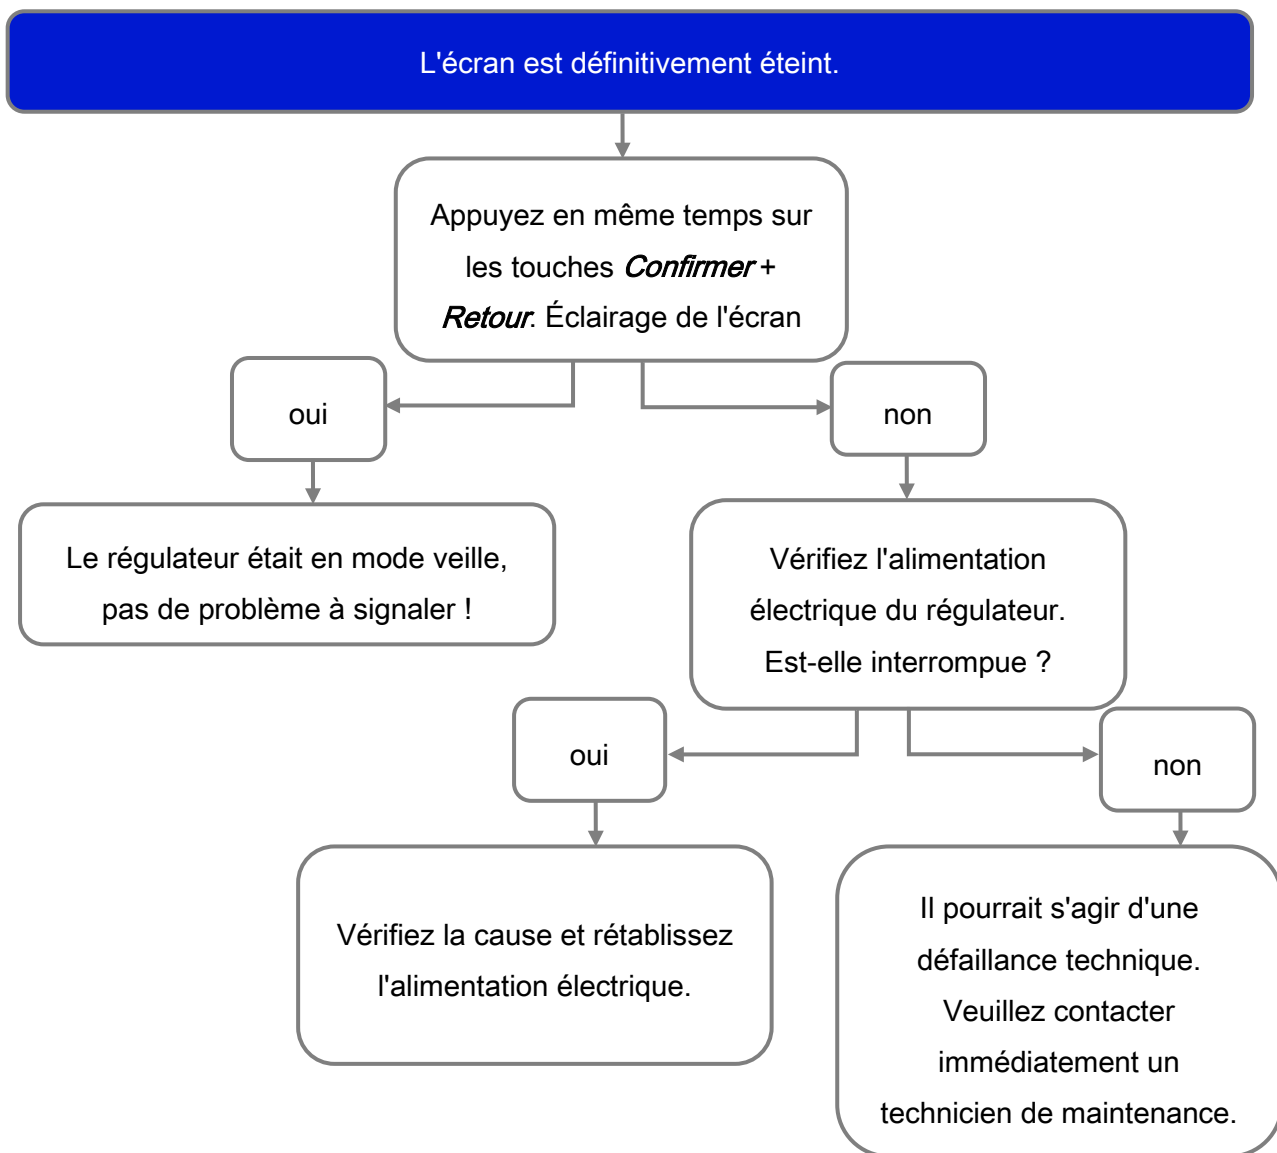 L'écran est définitivement éteint.
Appuyez en même temps sur
les touches Confirmer +
Retour. Éclairage de l'écran
oui
non
Le régulateur était en mode veille,
pas de problème à signaler !
Vérifiez l'alimentation
électrique du régulateur.
Est-elle interrompue ?
oui
non
Vérifiez la cause et rétablissez
l'alimentation électrique.
Il pourrait s'agir d'une
défaillance technique.
Veuillez contacter
immédiatement un
technicien de maintenance.